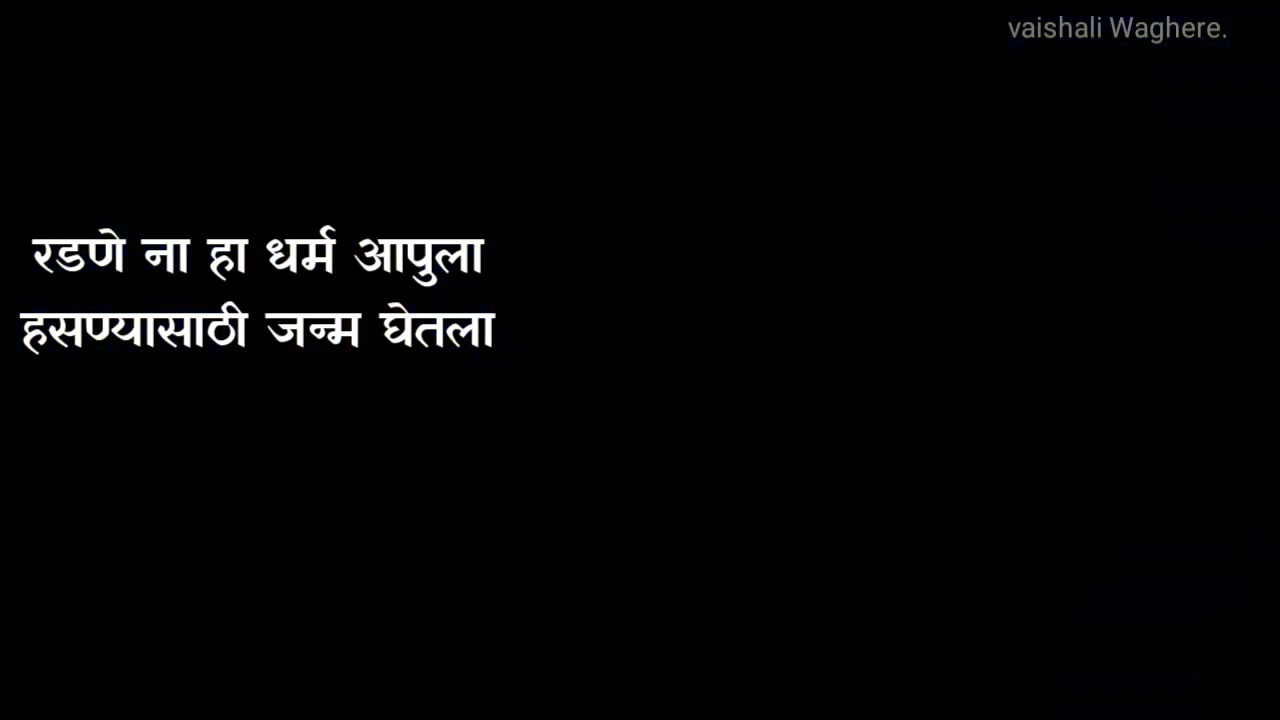 vaishali Waghere.
रडणे ना हा धर्म आपुला
हसण्यासाठी जन्म घेतला